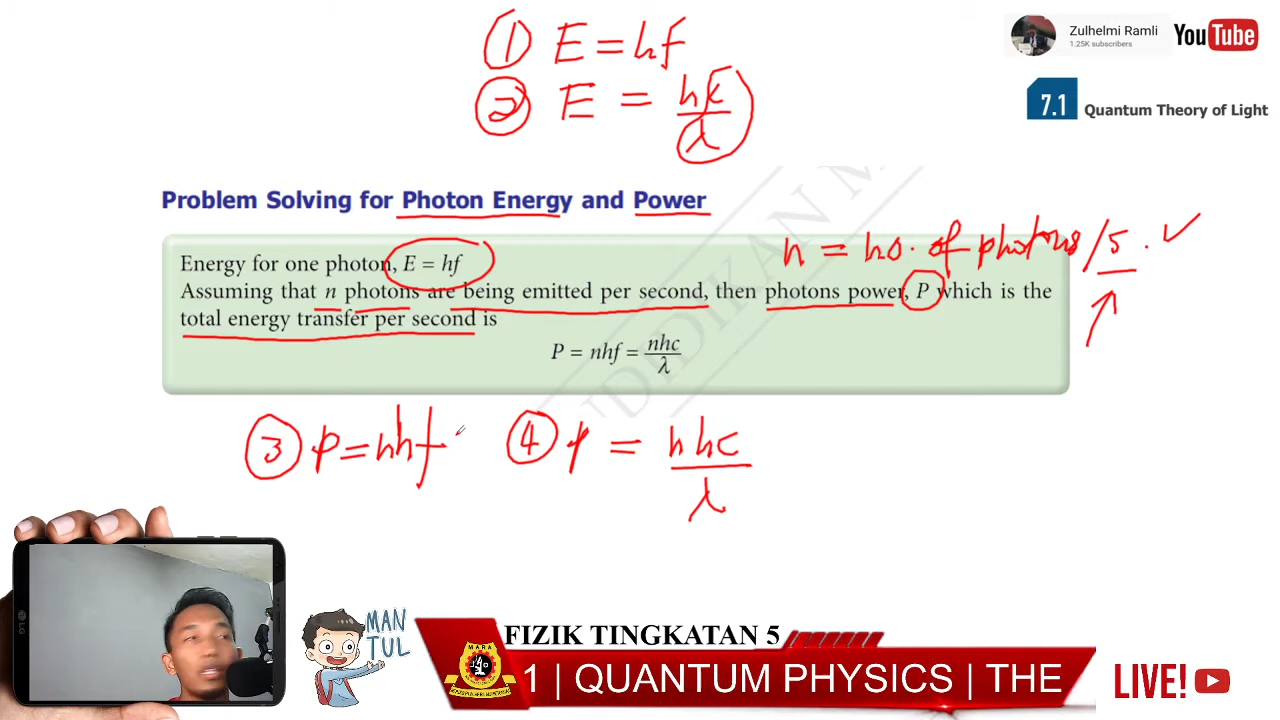 ① E = hf
Zulhelmi Ramli
1.25K subscribers
YouTube
② E = hc/λ
7.1 Quantum Theory of Light
Problem Solving for Photon Energy and Power
n = no. of photons/s.
Energy for one photon, E = hf
Assuming that n photons are being emitted per second, then photons power, P which is the
total energy transfer per second is
P = nhf = nhc/λ
③ P = nhf ④ P = nhc/λ
LG
MAN
TUL
FIZIK TINGKATAN 5
MARA
1 | QUANTUM PHYSICS | THE
LIVE!